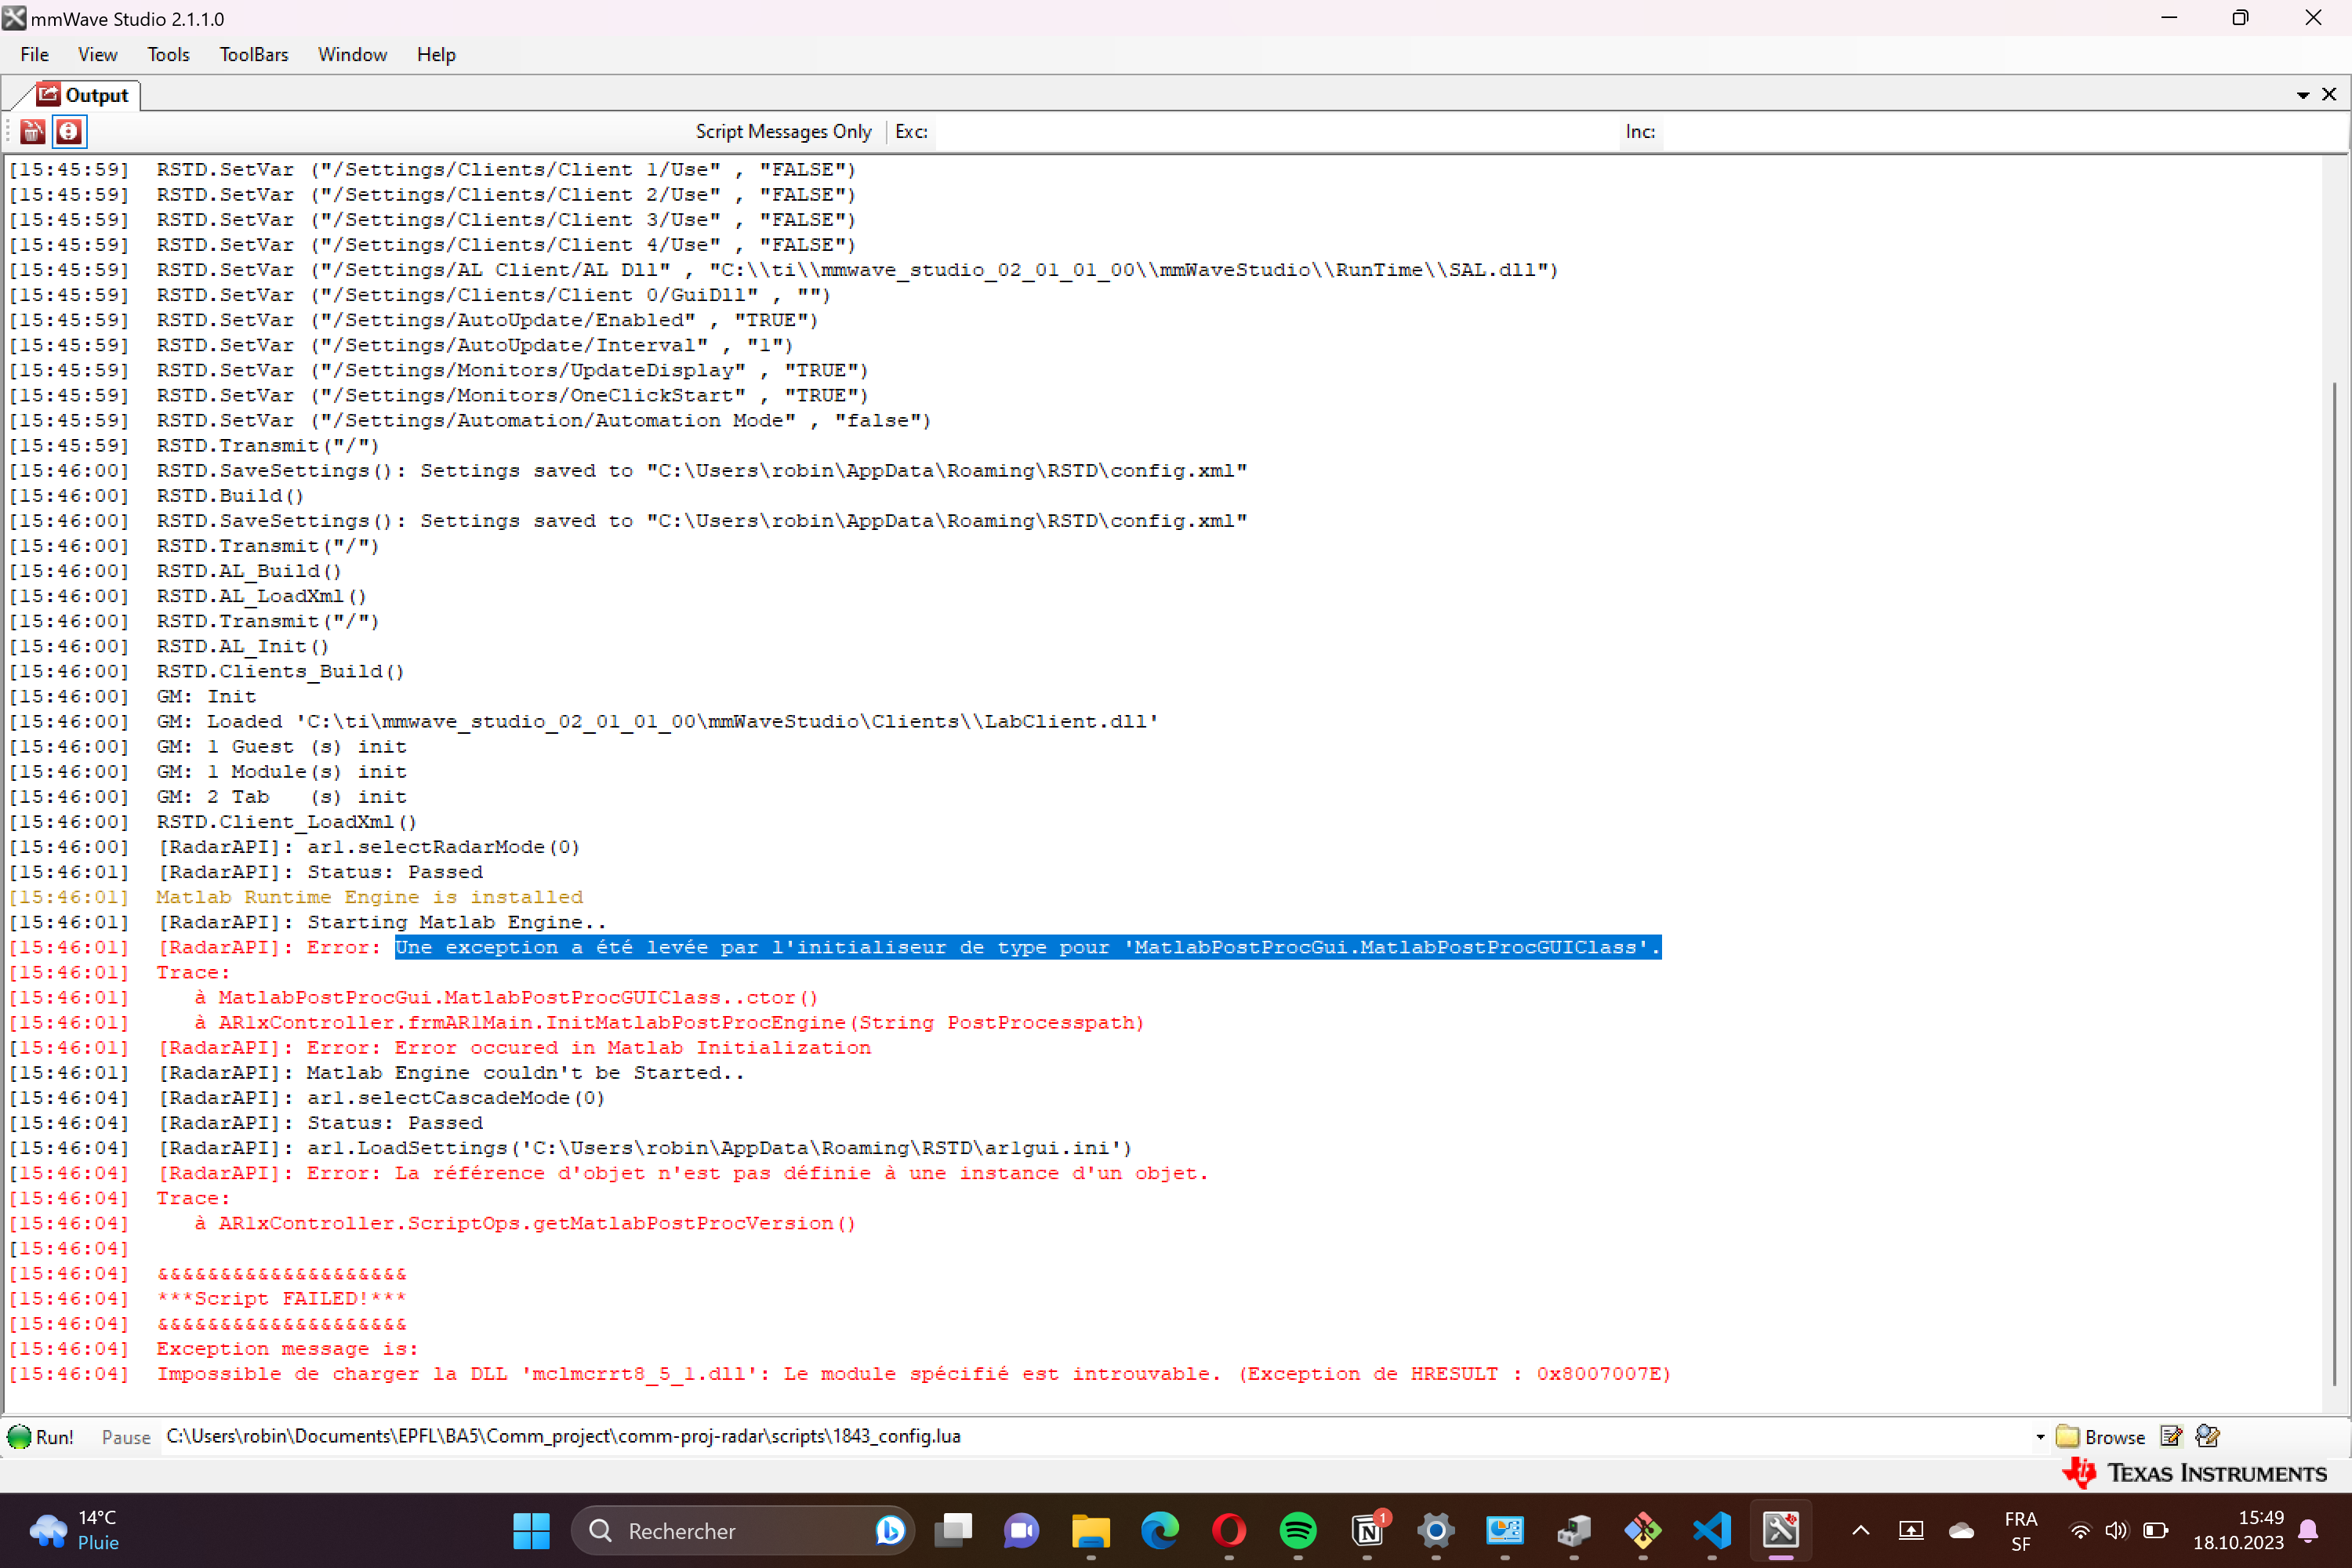 mmWave Studio 2.1.1.0
File View Tools ToolBars Window Help
Output
Script Messages Only Exc: Inc:
[15:45:59] RSTD.SetVar ("/Settings/Clients/Client 1/Use" , "FALSE")
[15:45:59] RSTD.SetVar ("/Settings/Clients/Client 2/Use" , "FALSE")
[15:45:59] RSTD.SetVar ("/Settings/Clients/Client 3/Use" , "FALSE")
[15:45:59] RSTD.SetVar ("/Settings/Clients/Client 4/Use" , "FALSE")
[15:45:59] RSTD.SetVar ("/Settings/AL Client/AL Dll" , "C:\\ti\\mmwave_studio_02_01_01_00\\mmWaveStudio\\RunTime\\SAL.dll")
[15:45:59] RSTD.SetVar ("/Settings/Clients/Client 0/GuiDll" , "")
[15:45:59] RSTD.SetVar ("/Settings/AutoUpdate/Enabled" , "TRUE")
[15:45:59] RSTD.SetVar ("/Settings/AutoUpdate/Interval" , "1")
[15:45:59] RSTD.SetVar ("/Settings/Monitors/UpdateDisplay" , "TRUE")
[15:45:59] RSTD.SetVar ("/Settings/Monitors/OneClickStart" , "TRUE")
[15:45:59] RSTD.SetVar ("/Settings/Automation/Automation Mode" , "false")
[15:45:59] RSTD.Transmit("/")
[15:46:00] RSTD.SaveSettings(): Settings saved to "C:\Users\robin\AppData\Roaming\RSTD\config.xml"
[15:46:00] RSTD.Build()
[15:46:00] RSTD.SaveSettings(): Settings saved to "C:\Users\robin\AppData\Roaming\RSTD\config.xml"
[15:46:00] RSTD.Transmit("/")
[15:46:00] RSTD.AL_Build()
[15:46:00] RSTD.AL_LoadXml()
[15:46:00] RSTD.Transmit("/")
[15:46:00] RSTD.AL_Init()
[15:46:00] RSTD.Clients_Build()
[15:46:00] GM: Init
[15:46:00] GM: Loaded 'C:\ti\mmwave_studio_02_01_01_00\mmWaveStudio\Clients\\LabClient.dll'
[15:46:00] GM: 1 Guest (s) init
[15:46:00] GM: 1 Module(s) init
[15:46:00] GM: 2 Tab (s) init
[15:46:00] RSTD.Client_LoadXml()
[15:46:00] [RadarAPI]: ar1.selectRadarMode(0)
[15:46:01] [RadarAPI]: Status: Passed
[15:46:01] Matlab Runtime Engine is installed
[15:46:01] [RadarAPI]: Starting Matlab Engine..
[15:46:01] [RadarAPI]: Error: Une exception a été levée par l'initialiseur de type pour 'MatlabPostProcGui.MatlabPostProcGUIClass'.
[15:46:01] Trace:
[15:46:01] à MatlabPostProcGui.MatlabPostProcGUIClass..ctor()
[15:46:01] à AR1xController.frmAR1Main.InitMatlabPostProcEngine(String PostProcesspath)
[15:46:01] [RadarAPI]: Error: Error occured in Matlab Initialization
[15:46:01] [RadarAPI]: Matlab Engine couldn't be Started..
[15:46:04] [RadarAPI]: ar1.selectCascadeMode(0)
[15:46:04] [RadarAPI]: Status: Passed
[15:46:04] [RadarAPI]: ar1.LoadSettings('C:\Users\robin\AppData\Roaming\RSTD\ar1gui.ini')
[15:46:04] [RadarAPI]: Error: La référence d'objet n'est pas définie à une instance d'un objet.
[15:46:04] Trace:
[15:46:04] à AR1xController.ScriptOps.getMatlabPostProcVersion()
[15:46:04]
[15:46:04] &&&&&&&&&&&&&&&&&&&&
[15:46:04] ***Script FAILED!***
[15:46:04] &&&&&&&&&&&&&&&&&&&&
[15:46:04] Exception message is:
[15:46:04] Impossible de charger la DLL 'mclmcrrt8_5_1.dll': Le module spécifié est introuvable. (Exception de HRESULT : 0x8007007E)
Run! Pause C:\Users\robin\Documents\EPFL\BA5\Comm_project\comm-proj-radar\scripts\1843_config.lua Browse
TEXAS INSTRUMENTS
14°C
Pluie
Rechercher
1
FRA
SF
15:49
18.10.2023